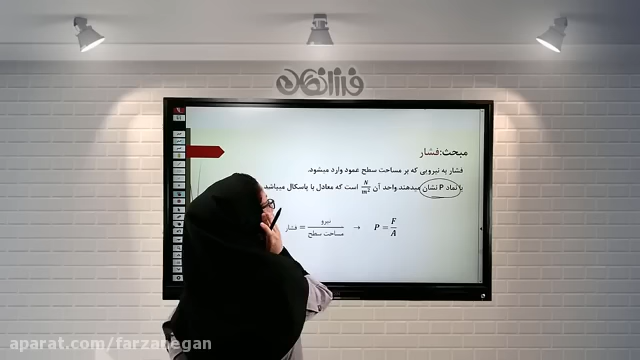 فرزانگان
مبحث:فشار
فشار به نیرویی که بر مساحت سطح عمود وارد میشود.
با نماد P نشان میدهند واحد آن N/m² است که معادل با پاسکال میباشد
فشار = نیرو / مساحت سطح → P = F/A
aparat.com/farzanegan